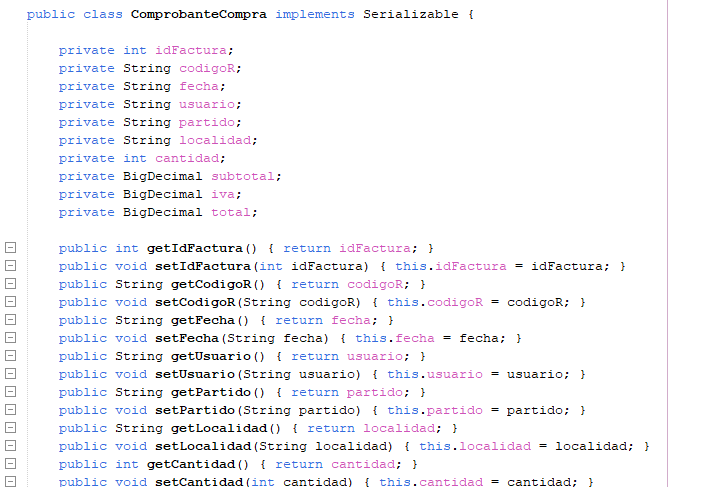 public class ComprobanteCompra implements Serializable {
private int idFactura;
private String codigoR;
private String fecha;
private String usuario;
private String partido;
private String localidad;
private int cantidad;
private BigDecimal subtotal;
private BigDecimal iva;
private BigDecimal total;
public int getIdFactura() { return idFactura; }
public void setIdFactura(int idFactura) { this.idFactura = idFactura; }
public String getCodigoR() { return codigoR; }
public void setCodigoR(String codigoR) { this.codigoR = codigoR; }
public String getFecha() { return fecha; }
public void setFecha(String fecha) { this.fecha = fecha; }
public String getUsuario() { return usuario; }
public void setUsuario(String usuario) { this.usuario = usuario; }
public String getPartido() { return partido; }
public void setPartido(String partido) { this.partido = partido; }
public String getLocalidad() { return localidad; }
public void setLocalidad(String localidad) { this.localidad = localidad; }
public int getCantidad() { return cantidad; }
public void setCantidad(int cantidad) { this.cantidad = cantidad; }